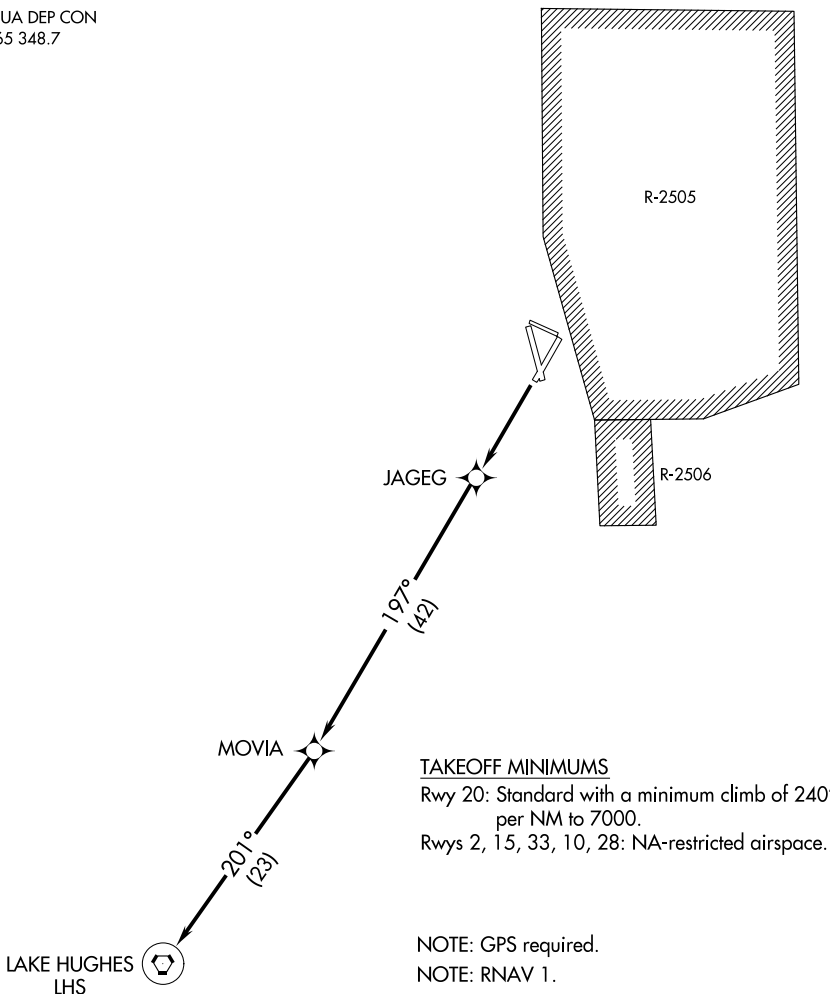 UA DEP CON
65 348.7
R-2505
JAGEG
R-2506
197°
(42)
MOVIA
TAKEOFF MINIMUMS
Rwy 20: Standard with a minimum climb of 240'
per NM to 7000.
Rwys 2, 15, 33, 10, 28: NA-restricted airspace.
201°
(23)
NOTE: GPS required.
LAKE HUGHES
LHS
NOTE: RNAV 1.